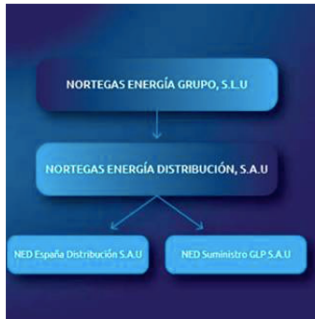 NORTEGAS ENERGÍA GRUPO, S.L.U
NORTEGAS ENERGÍA DISTRIBUCIÓN, S.A.U
NED España Distribución S.A.U
NED Suministro GLP S.A.U